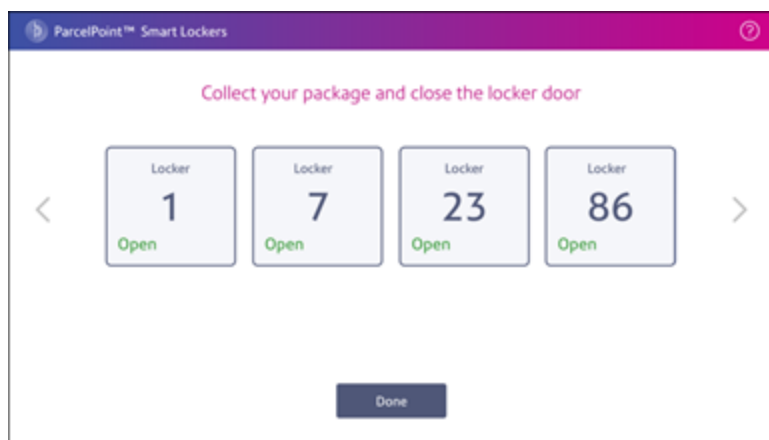 ParcelPoint™ Smart Lockers
?
Collect your package and close the locker door
Locker
1
Open
Locker
7
Open
Locker
23
Open
Locker
86
Open
Done